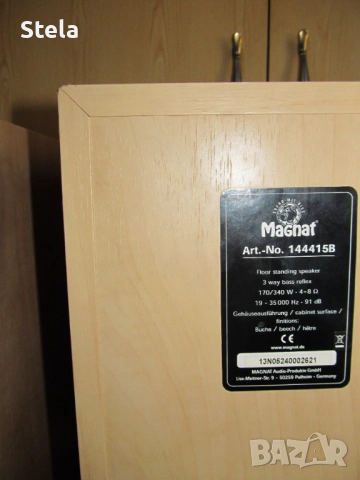 Stela
Magnat
Art.-No. 144415B
Floor standing speaker
3 way bass reflex
170/340 W - 4-8 Ω
19 - 35000 Hz - 91 dB
Gehäuseausführung / cabinet surface /
finitions:
Buche / beech / hêtre
CE www.magnat.de
13N05240002621
MAGNAT Audio-Produkte GmbH
Lise-Meitner-Str. 9 - 50259 Pulheim - Germany
bazar.bg